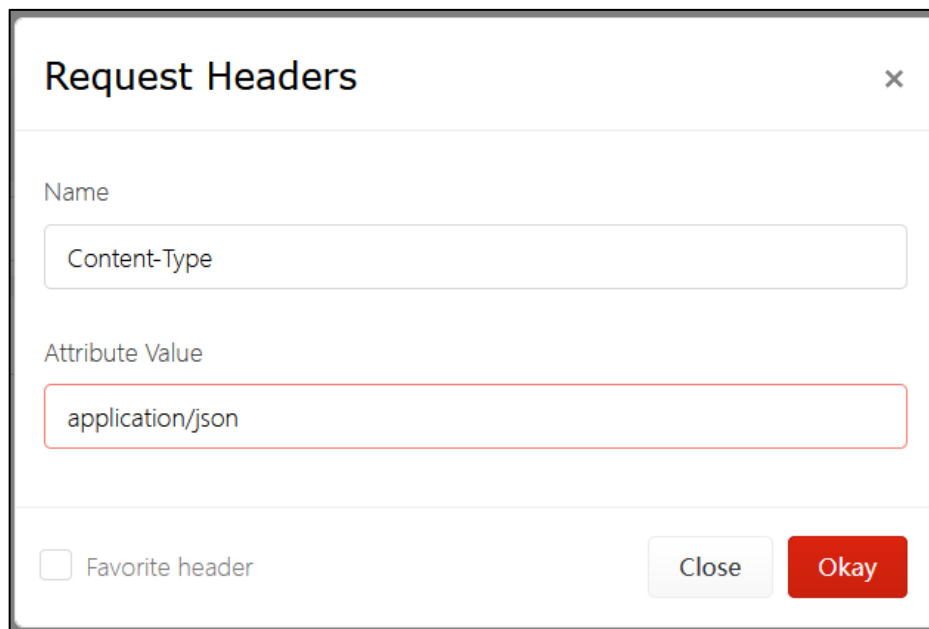 Request Headers ×
Name
Content-Type
Attribute Value
application/json
Favorite header Close Okay